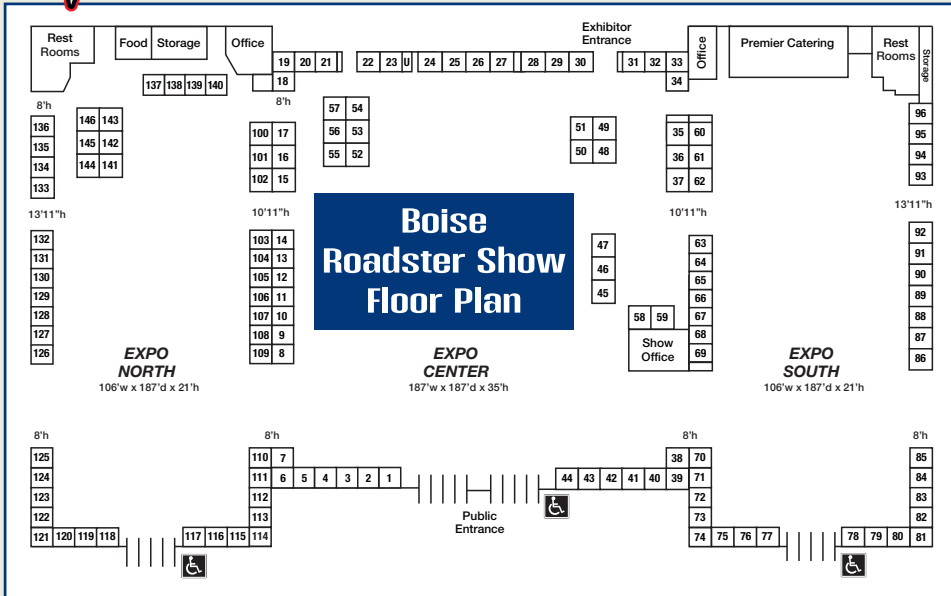 Rest
Rooms
Food
Storage
Office
Exhibitor
Entrance
Office
Premier Catering
Rest
Rooms
Storage
19 20 21 22 23 U 24 25 26 27 28 29 30 31 32 33
18
34
137 138 139 140
8'h
8'h
136
135
134
133
146 143
145 142
144 141
100 17
101 16
102 15
57 54
56 53
55 52
51 49
50 48
35 60
36 61
37 62
96
95
94
93
13'11"h
10'11"h
10'11"h
13'11"h
Boise
Roadster Show
Floor Plan
132
131
130
129
128
127
126
103 14
104 13
105 12
106 11
107 10
108 9
109 8
47
46
45
58 59
Show
Office
63
64
65
66
67
68
69
92
91
90
89
88
87
86
EXPO
NORTH
106'w x 187'd x 21'h
EXPO
CENTER
187'w x 187'd x 35'h
EXPO
SOUTH
106'w x 187'd x 21'h
8'h
8'h
8'h
8'h
125
124
123
122
121 120 119 118
117 116 115 114
110 7
111 6 5 4 3 2 1
112
113
Public
Entrance
44 43 42 41 40 39
38 70
71
72
73
74 75 76 77
78 79 80 81
85
84
83
82